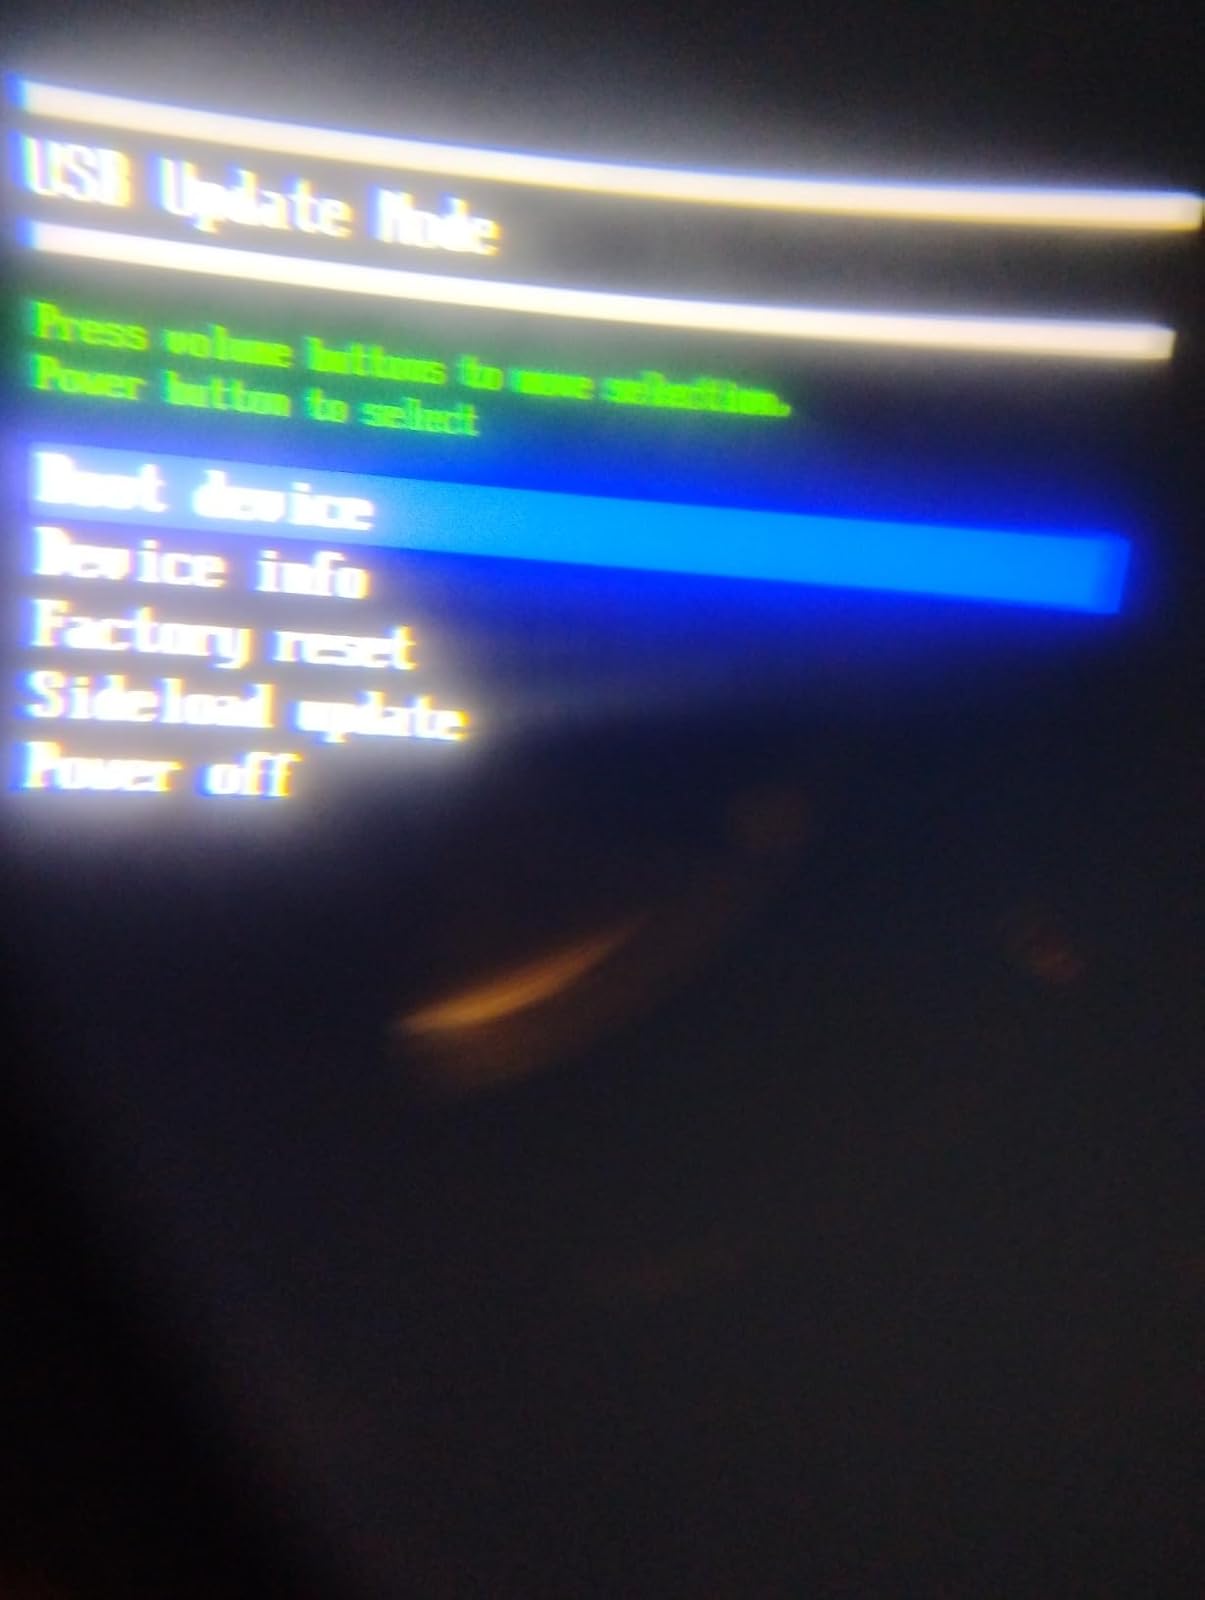 USB Update Mode
Press volume buttons to move selection.
Power button to select
Boot device
Device info
Factory reset
Sideload update
Power off